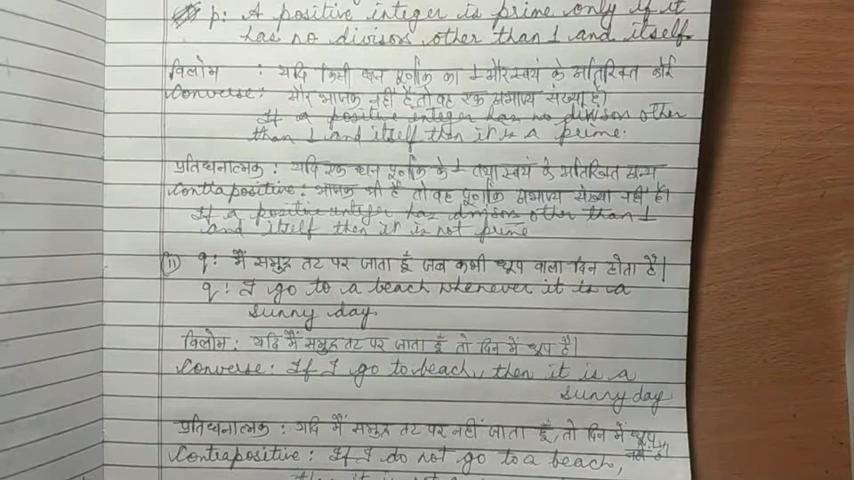 p: A positive integer is prime only if it
has no divisors other than 1 and itself.
विलोम : यदि किसी धन पूर्णांक का 1 और स्वयं के अतिरिक्त कोई
Converse: और भाजक नहीं है, तो वह एक अभाज्य संख्या है।
If a positive integer has no divisors other
than 1 and itself then it is a prime.
प्रतिधनात्मक : यदि एक धन पूर्णांक के 1 तथा स्वयं के अतिरिक्त अन्य
Contrapositive: भाजक भी है तो वह पूर्णांक अभाज्य संख्या नहीं है।
If a positive integer has divisors other than 1
and itself then it is not prime
(ii) q: मैं समुद्र तट पर जाता हूँ जब कभी धूप वाला दिन होता है|
q: I go to a beach whenever it is a
sunny day.
विलोम : यदि मैं समुद्र तट पर जाता हूँ तो दिन में धूप है|
Converse: If I go to beach, then it is a
sunny day
प्रतिधनात्मक : यदि मैं समुद्र तट पर नहीं जाता हूँ, तो दिन में धूप
नहीं है
Contrapositive: If I do not go to a beach,
then it is not